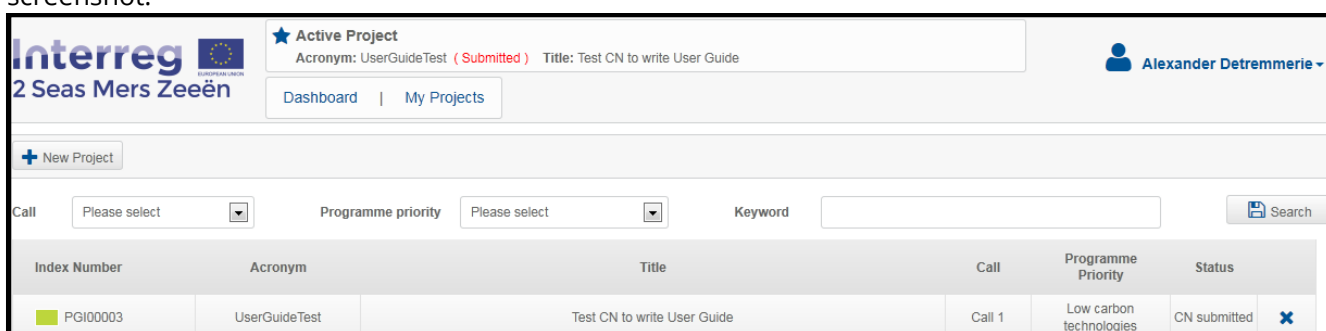 screenshot.
Interreg
EUROPEAN UNION
2 Seas Mers Zeeën
Active Project
Acronym: UserGuideTest ( Submitted ) Title: Test CN to write User Guide
Dashboard | My Projects
Alexander Detremmerie
New Project
Call Please select Programme priority Please select Keyword Search
Index Number Acronym Title Call Programme Priority Status
PGI00003 UserGuideTest Test CN to write User Guide Call 1 Low carbon technologies CN submitted